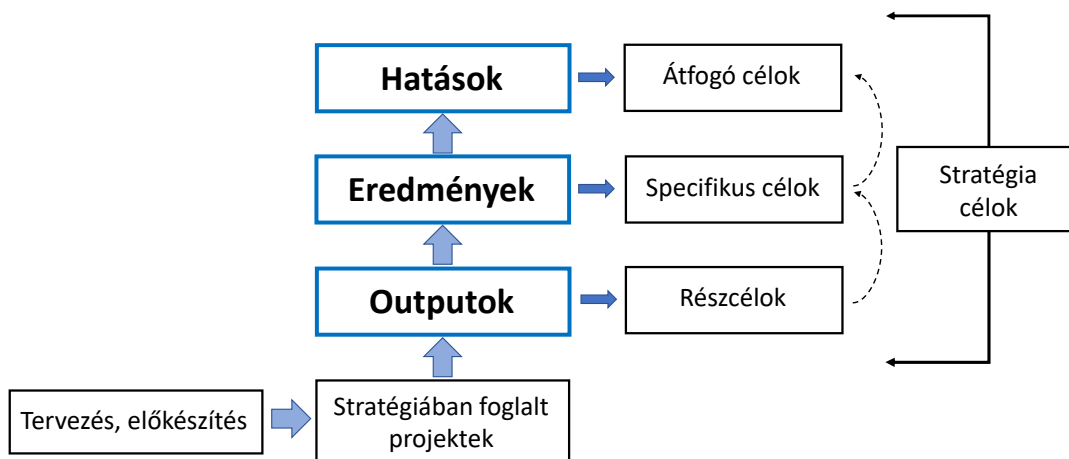 Hatások
Átfogó célok
Eredmények
Specifikus célok
Stratégia
célok
Outputok
Részcélok
Tervezés, előkészítés
Stratégiában foglalt
projektek